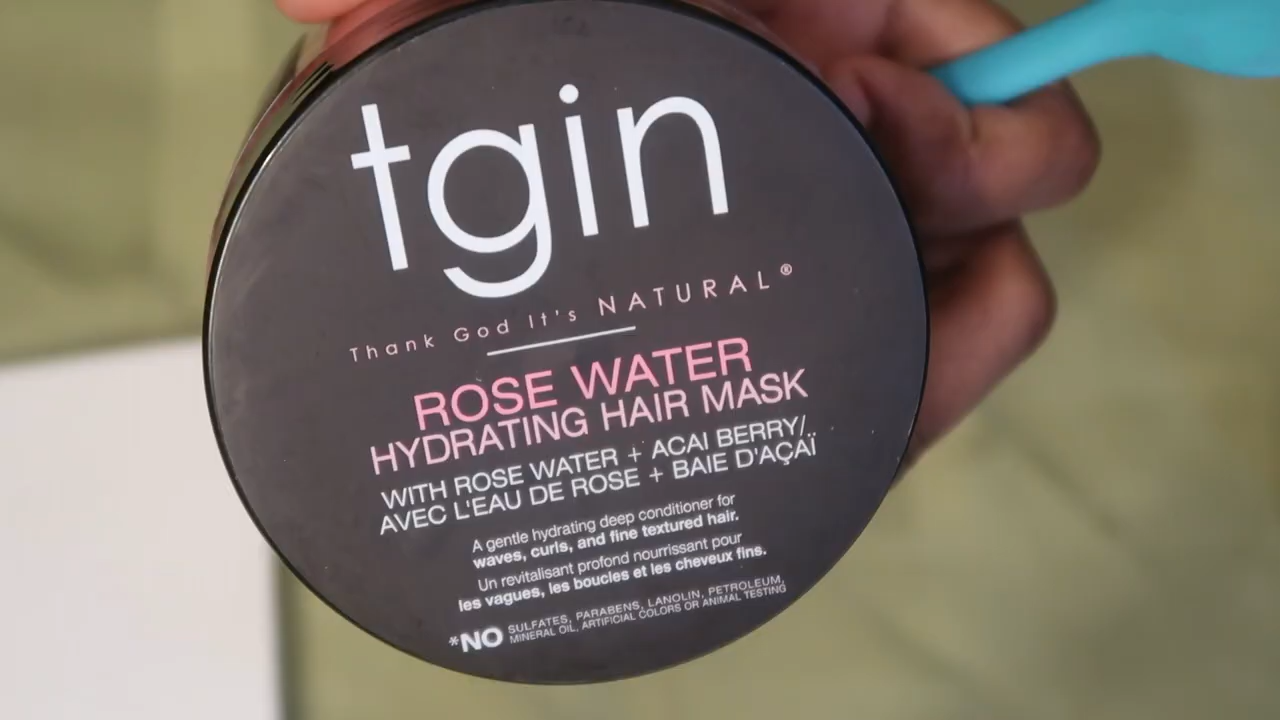 tgin
Thank God It's NATURAL®
ROSE WATER
HYDRATING HAIR MASK
WITH ROSE WATER + ACAI BERRY/
AVEC L'EAU DE ROSE + BAIE D'AÇAÏ
A gentle hydrating deep conditioner for
waves, curls, and fine textured hair.
Un revitalisant profond nourrissant pour
les vagues, les boucles et les cheveux fins.
*NO SULFATES, PARABENS, LANOLIN, PETROLEUM,
MINERAL OIL, ARTIFICIAL COLORS OR ANIMAL TESTING